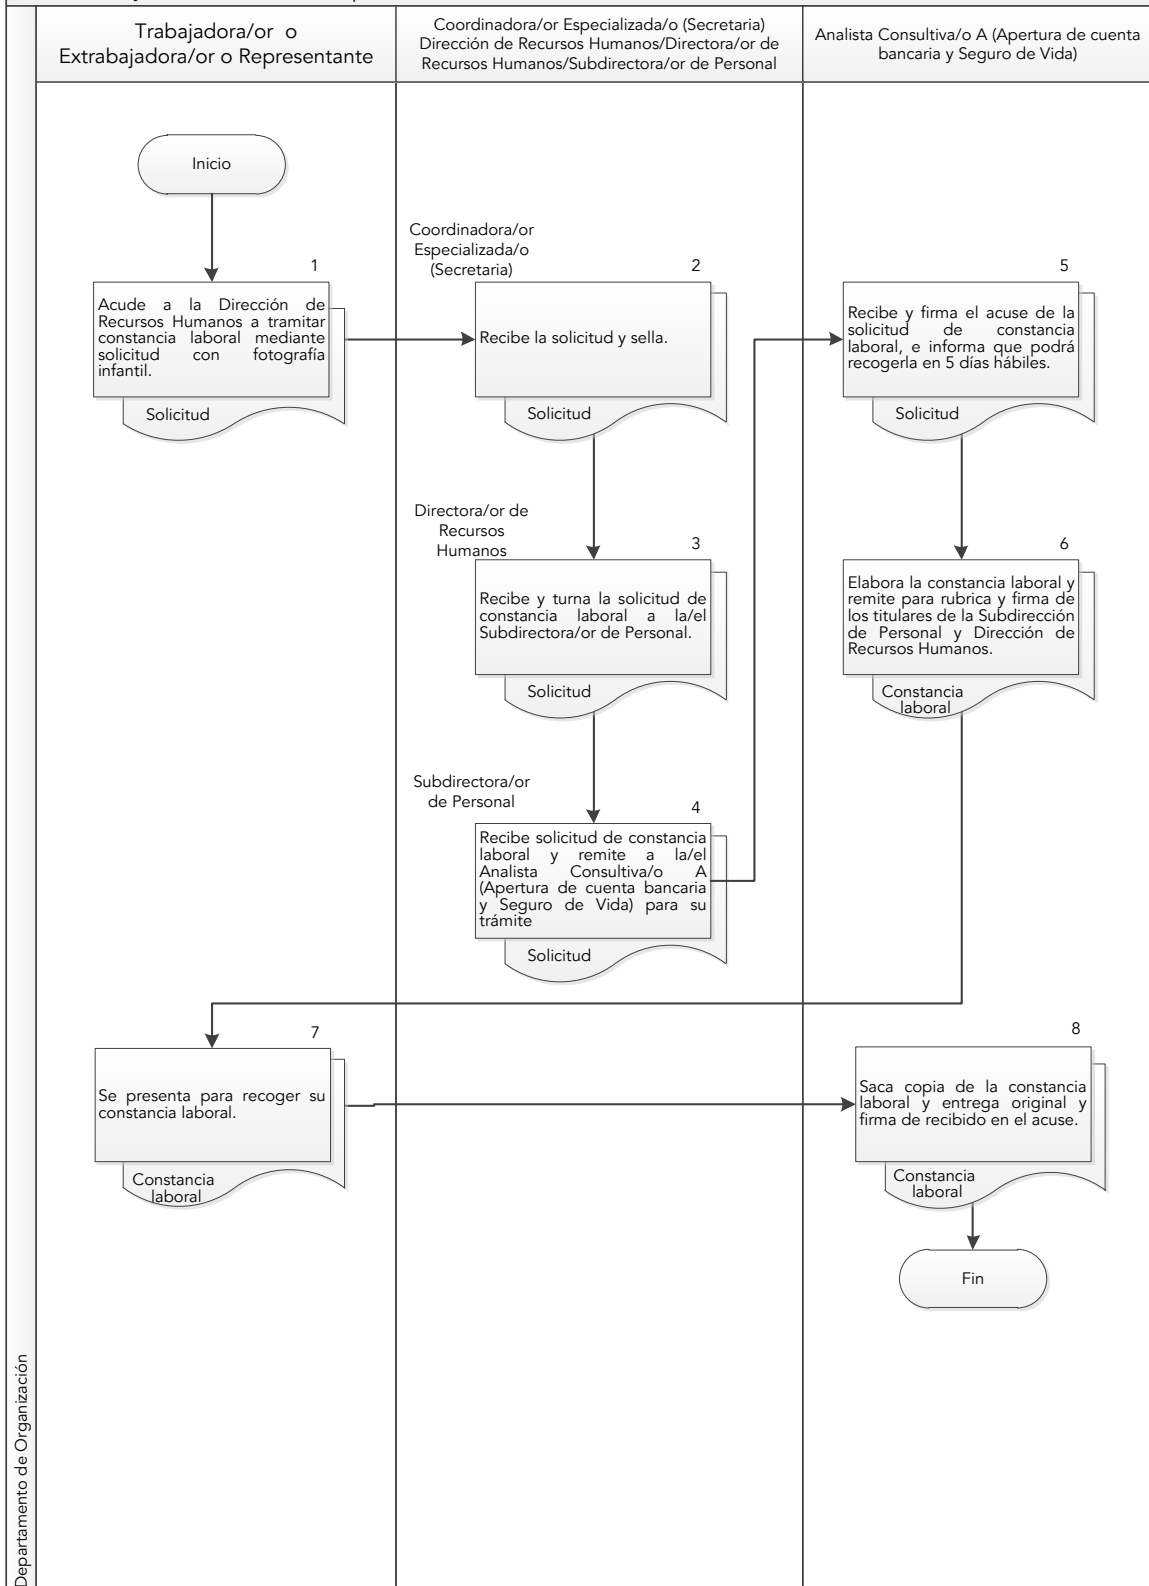 Trabajadora/or o
Extrabajadora/or o Representante
Coordinadora/or Especializada/o (Secretaria)
Dirección de Recursos Humanos/Directora/or de
Recursos Humanos/Subdirectora/or de Personal
Analista Consultiva/o A (Apertura de cuenta
bancaria y Seguro de Vida)
Inicio
1
Acude a la Dirección de
Recursos Humanos a tramitar
constancia laboral mediante
solicitud con fotografía
infantil.
Solicitud
Coordinadora/or
Especializada/o
(Secretaria)
2
Recibe la solicitud y sella.
Solicitud
Directora/or de
Recursos
Humanos
3
Recibe y turna la solicitud de
constancia laboral a la/el
Subdirectora/or de Personal.
Solicitud
Subdirectora/or
de Personal
4
Recibe solicitud de constancia
laboral y remite a la/el
Analista Consultiva/o A
(Apertura de cuenta bancaria
y Seguro de Vida) para su
trámite
Solicitud
5
Recibe y firma el acuse de la
solicitud de constancia
laboral, e informa que podrá
recogerla en 5 días hábiles.
Solicitud
6
Elabora la constancia laboral y
remite para rubrica y firma de
los titulares de la Subdirección
de Personal y Dirección de
Recursos Humanos.
Constancia
laboral
7
Se presenta para recoger su
constancia laboral.
Constancia
laboral
8
Saca copia de la constancia
laboral y entrega original y
firma de recibido en el acuse.
Constancia
laboral
Fin
Departamento de Organización